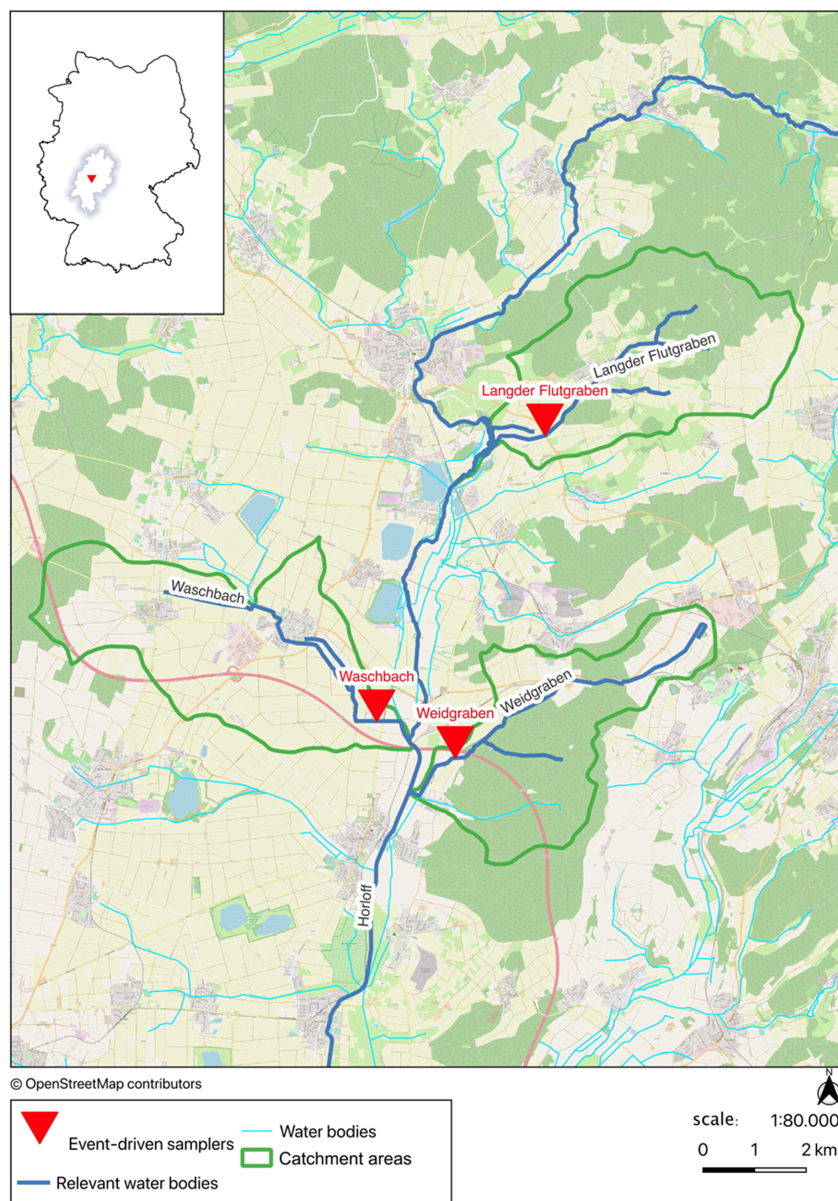 Langder Flutgraben
Langder Flutgraben
Waschbach
Waschbach
Weidgraben
Weidgraben
Horloff
© OpenStreetMap contributors
N
Event-driven samplers
Water bodies
Catchment areas
Relevant water bodies
scale: 1:80.000
0 1 2 km